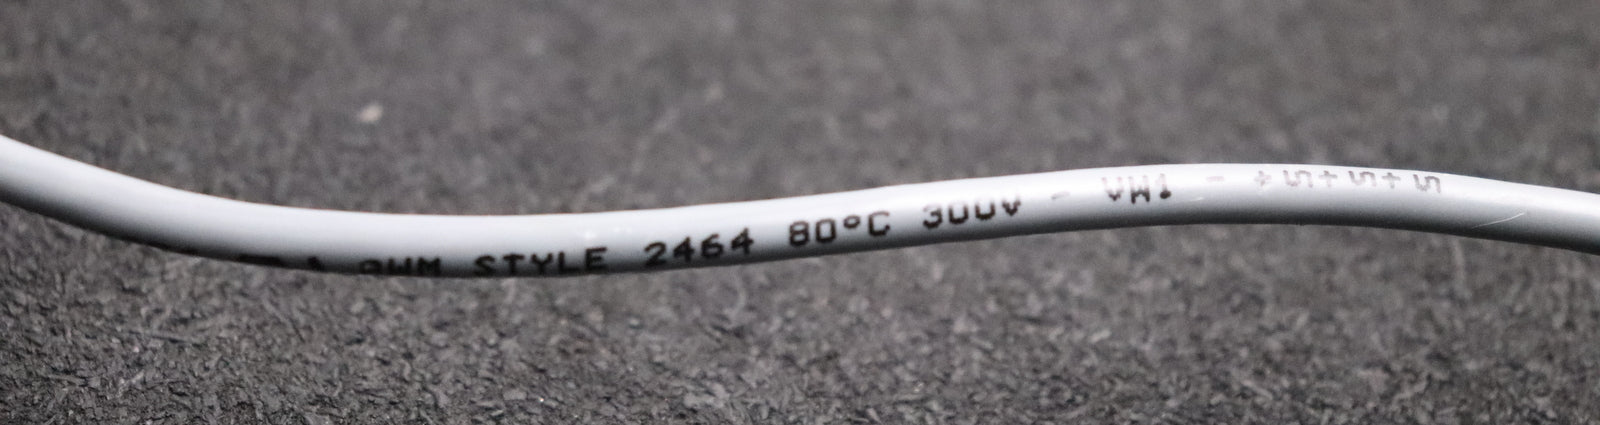 AWM STYLE 2464 80°C 300V - VW1 - +S+S+S